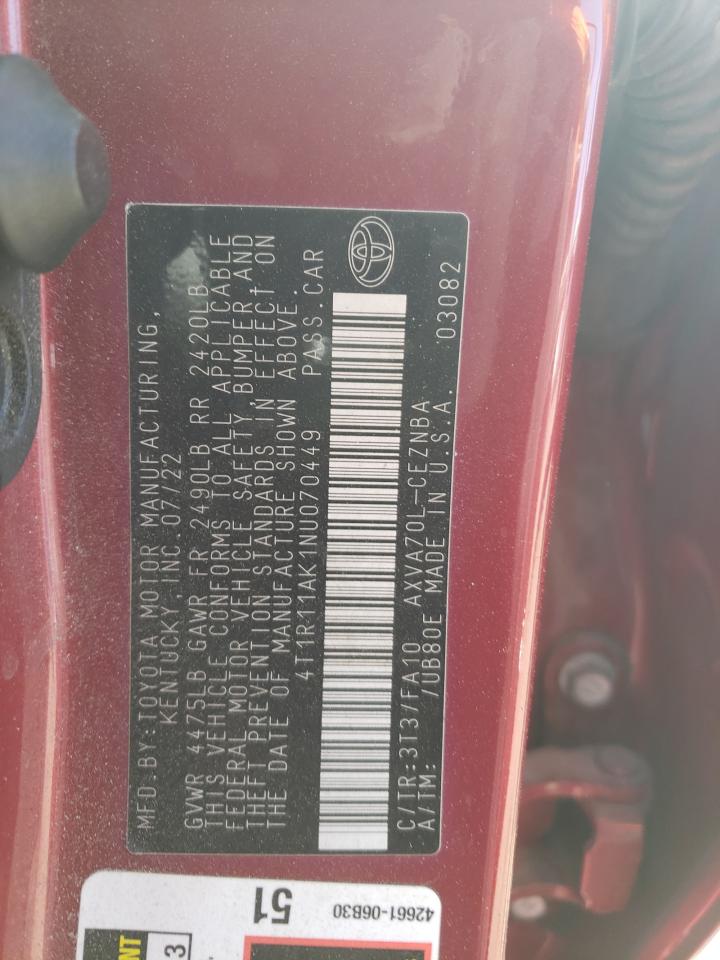 MFD.BY:TOYOTA MOTOR MANUFACTURING,
KENTUCKY,INC.07/22
GVWR 4475LB GAWR FR 2490LB RR 2420LB
THIS VEHICLE CONFORMS TO ALL APPLICABLE
FEDERAL MOTOR VEHICLE SAFETY, BUMPER, AND
THEFT PREVENTION STANDARDS IN EFFECT ON
THE DATE OF MANUFACTURE SHOWN ABOVE.
4T1R11AK1NU070449 PASS.CAR
C/TR:3T3/FA10 AXVA70L-CEZNBA
A/TM: /UB80E MADE IN U.S.A. 03082
51
42661-06B30
3